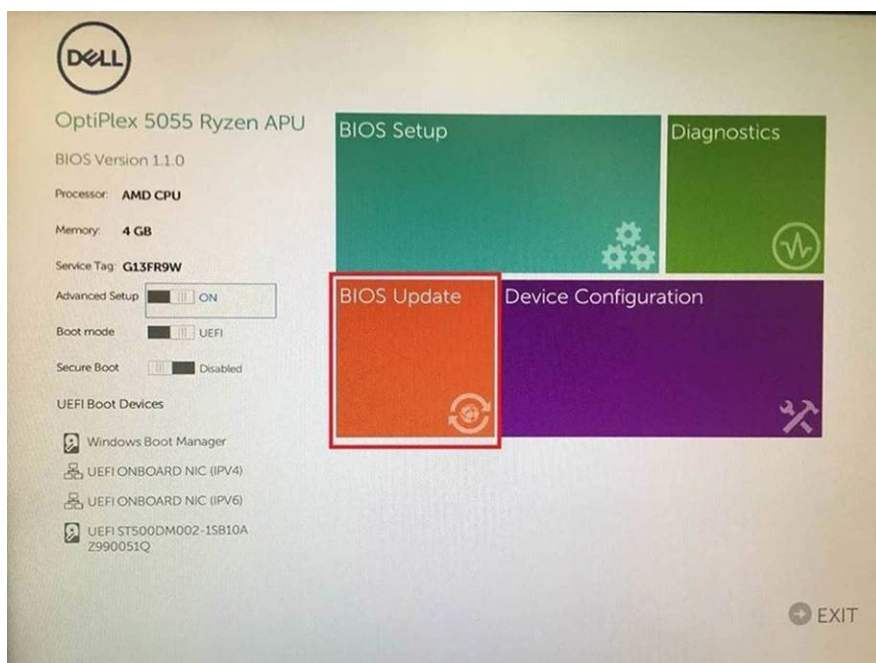 DELL
OptiPlex 5055 Ryzen APU
BIOS Version 1.1.0
Processor: AMD CPU
Memory: 4 GB
Service Tag: G13FR9W
Advanced Setup ON
Boot mode UEFI
Secure Boot Disabled
UEFI Boot Devices
Windows Boot Manager
UEFI ONBOARD NIC (IPV4)
UEFI ONBOARD NIC (IPV6)
UEFI ST500DM002-1SB10A
Z990051Q
BIOS Setup
Diagnostics
BIOS Update
Device Configuration
EXIT